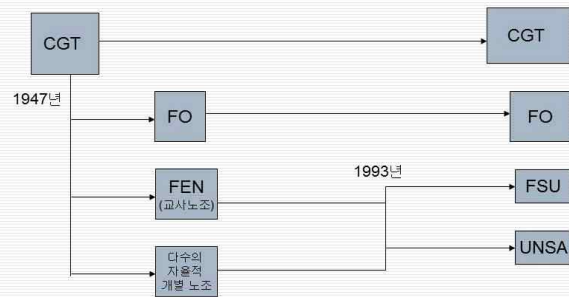 CGT
CGT
1947년
FO
FO
1993년
FEN
(교사노조)
FSU
다수의
자율적
개별 노조
UNSA